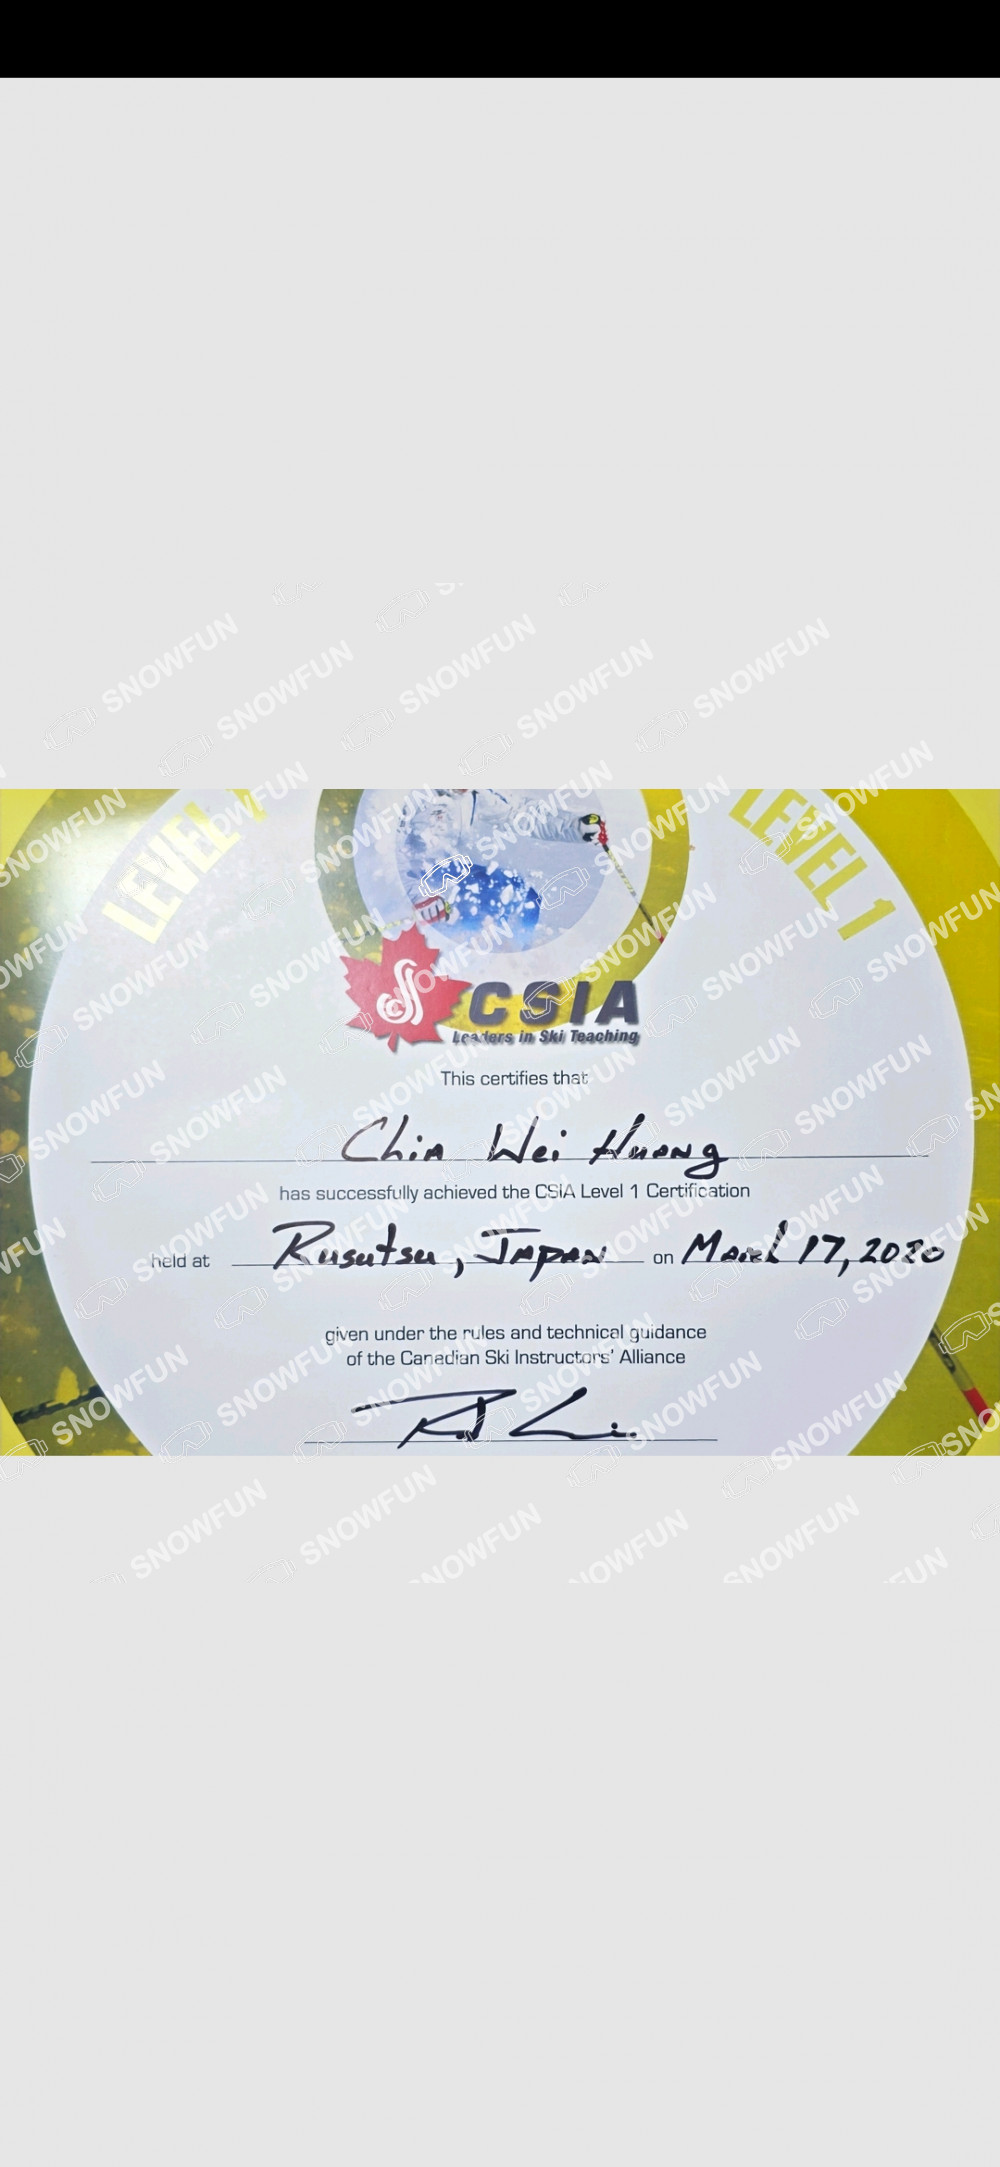 LEVEL 1
LEVEL 1
CSIA
Leaders in Ski Teaching
This certifies that
Chia Wei Huang
has successfully achieved the CSIA Level 1 Certification
held at Rusutsu, Japan on March 17, 2020
given under the rules and technical guidance
of the Canadian Ski Instructors' Alliance
SNOWFUN